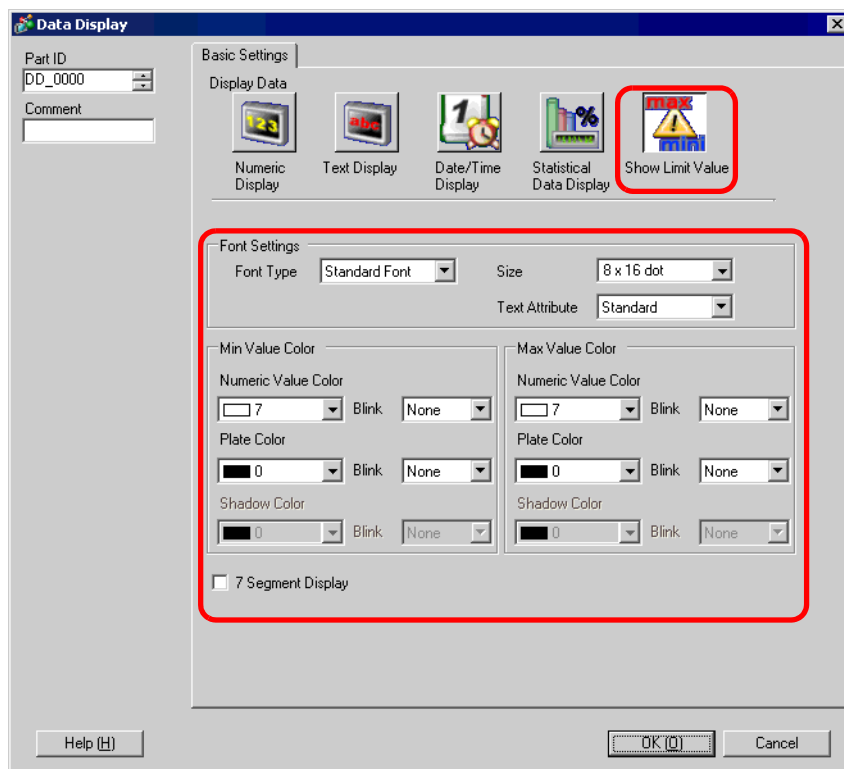 Data Display
Part ID
DD_0000
Comment
Basic Settings
Display Data
123
abc
1
%
max
mini
Numeric Display
Text Display
Date/Time Display
Statistical Data Display
Show Limit Value
Font Settings
Font Type Standard Font Size 8 x 16 dot
Text Attribute Standard
Min Value Color
Numeric Value Color
7 Blink None
Plate Color
0 Blink None
Shadow Color
0 Blink None
Max Value Color
Numeric Value Color
7 Blink None
Plate Color
0 Blink None
Shadow Color
0 Blink None
7 Segment Display
Help (H)
OK (O)
Cancel